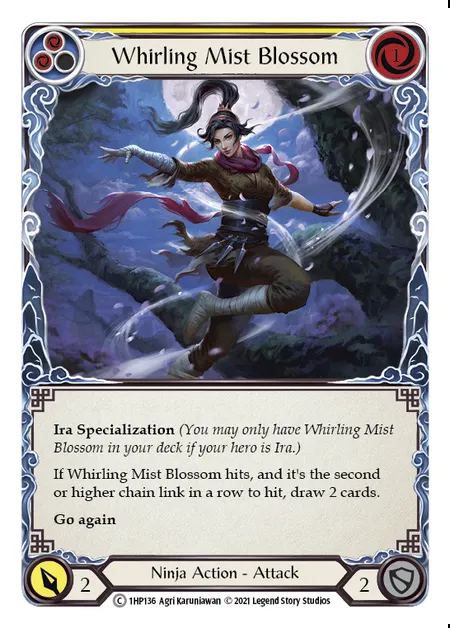 Whirling Mist Blossom
1
Ira Specialization (You may only have Whirling Mist
Blossom in your deck if your hero is Ira.)
If Whirling Mist Blossom hits, and it's the second
or higher chain link in a row to hit, draw 2 cards.
Go again
2
Ninja Action - Attack
2
C 1HP136 Agri Karuniawan © 2021 Legend Story Studios